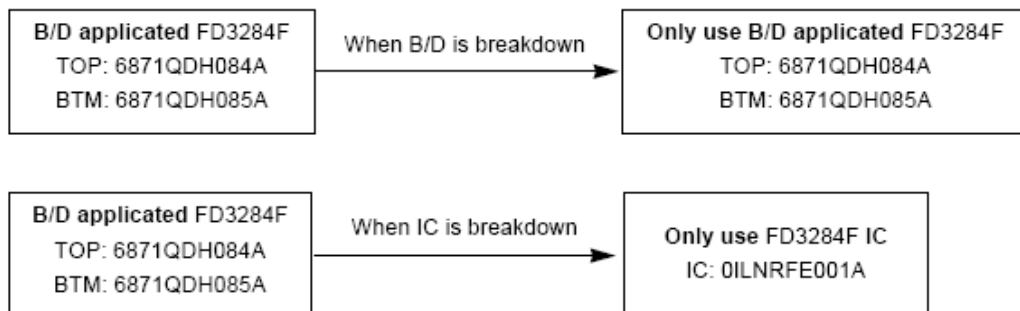 B/D applicated FD3284F
TOP: 6871QDH084A
BTM: 6871QDH085A
When B/D is breakdown
Only use B/D applicated FD3284F
TOP: 6871QDH084A
BTM: 6871QDH085A
B/D applicated FD3284F
TOP: 6871QDH084A
BTM: 6871QDH085A
When IC is breakdown
Only use FD3284F IC
IC: 0ILNRFE001A